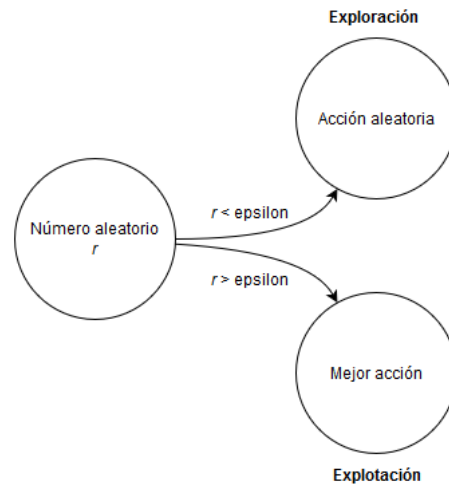 Exploración
Acción aleatoria
r < epsilon
Número aleatorio
r
r > epsilon
Mejor acción
Explotación